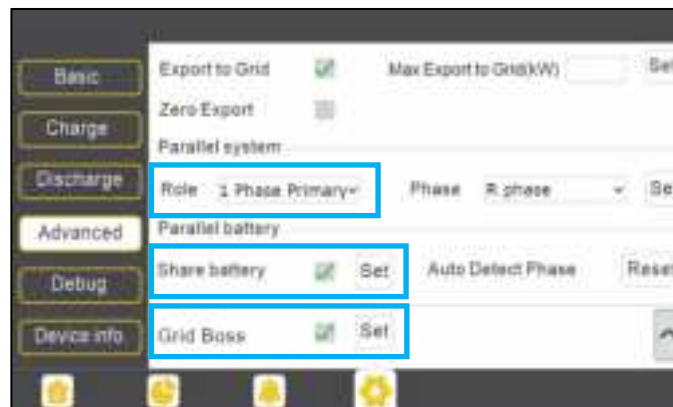 Basic
Charge
Discharge
Advanced
Debug
Device info
Export to Grid Max Export to Grid(kW) Set
Zero Export
Parallel system
Role 1 Phase Primary Phase R phase Se
Parallel battery
Share battery Set Auto Detect Phase Reset
Grid Boss Set